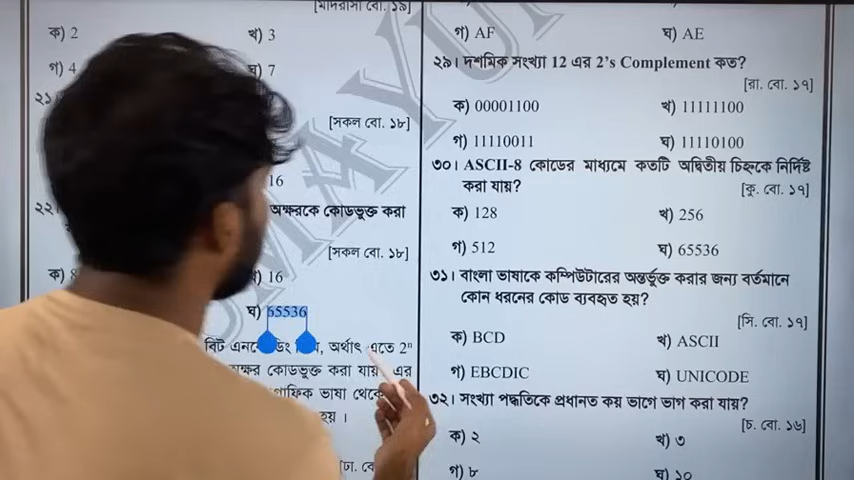 [মাদরাসা বো. ১৯]
ক) 2
খ) 3
গ) 4
) 7
২১
[সকল বো. ১৮]
16
২২
অক্ষরকে কোডভুক্ত করা
[সকল বো. ১৮]
ক) 8
) 16
ঘ) 65536
বিট অর্থাৎ এতে 2ⁿ
কোডভুক্ত করা যায় এর
ভাষা থেকে
হয় ।
গ) AF
ঘ) AE
২৯। দশমিক সংখ্যা 12 এর 2’s Complement কত?
[রা. বো. ১৭]
ক) 00001100
খ) 11111100
গ) 11110011
ঘ) 11110100
৩০। ASCII-8 কোডের মাধ্যমে কতটি অদ্বিতীয় চিহ্নকে নির্দিষ্ট
করা যায়?
[কু. বো. ১৭]
ক) 128
খ) 256
গ) 512
ঘ) 65536
৩১। বাংলা ভাষাকে কম্পিউটারের অন্তর্ভুক্ত করার জন্য বর্তমানে
কোন ধরনের কোড ব্যবহৃত হয়?
[সি. বো. ১৭]
ক) BCD
খ) ASCII
গ) EBCDIC
ঘ) UNICODE
৩২। সংখ্যা পদ্ধতিকে প্রধানত কয় ভাগে ভাগ করা যায়?
[চ. বো. ১৬]
ক) ২
খ) ৩
গ) ৮
ঘ) ১০